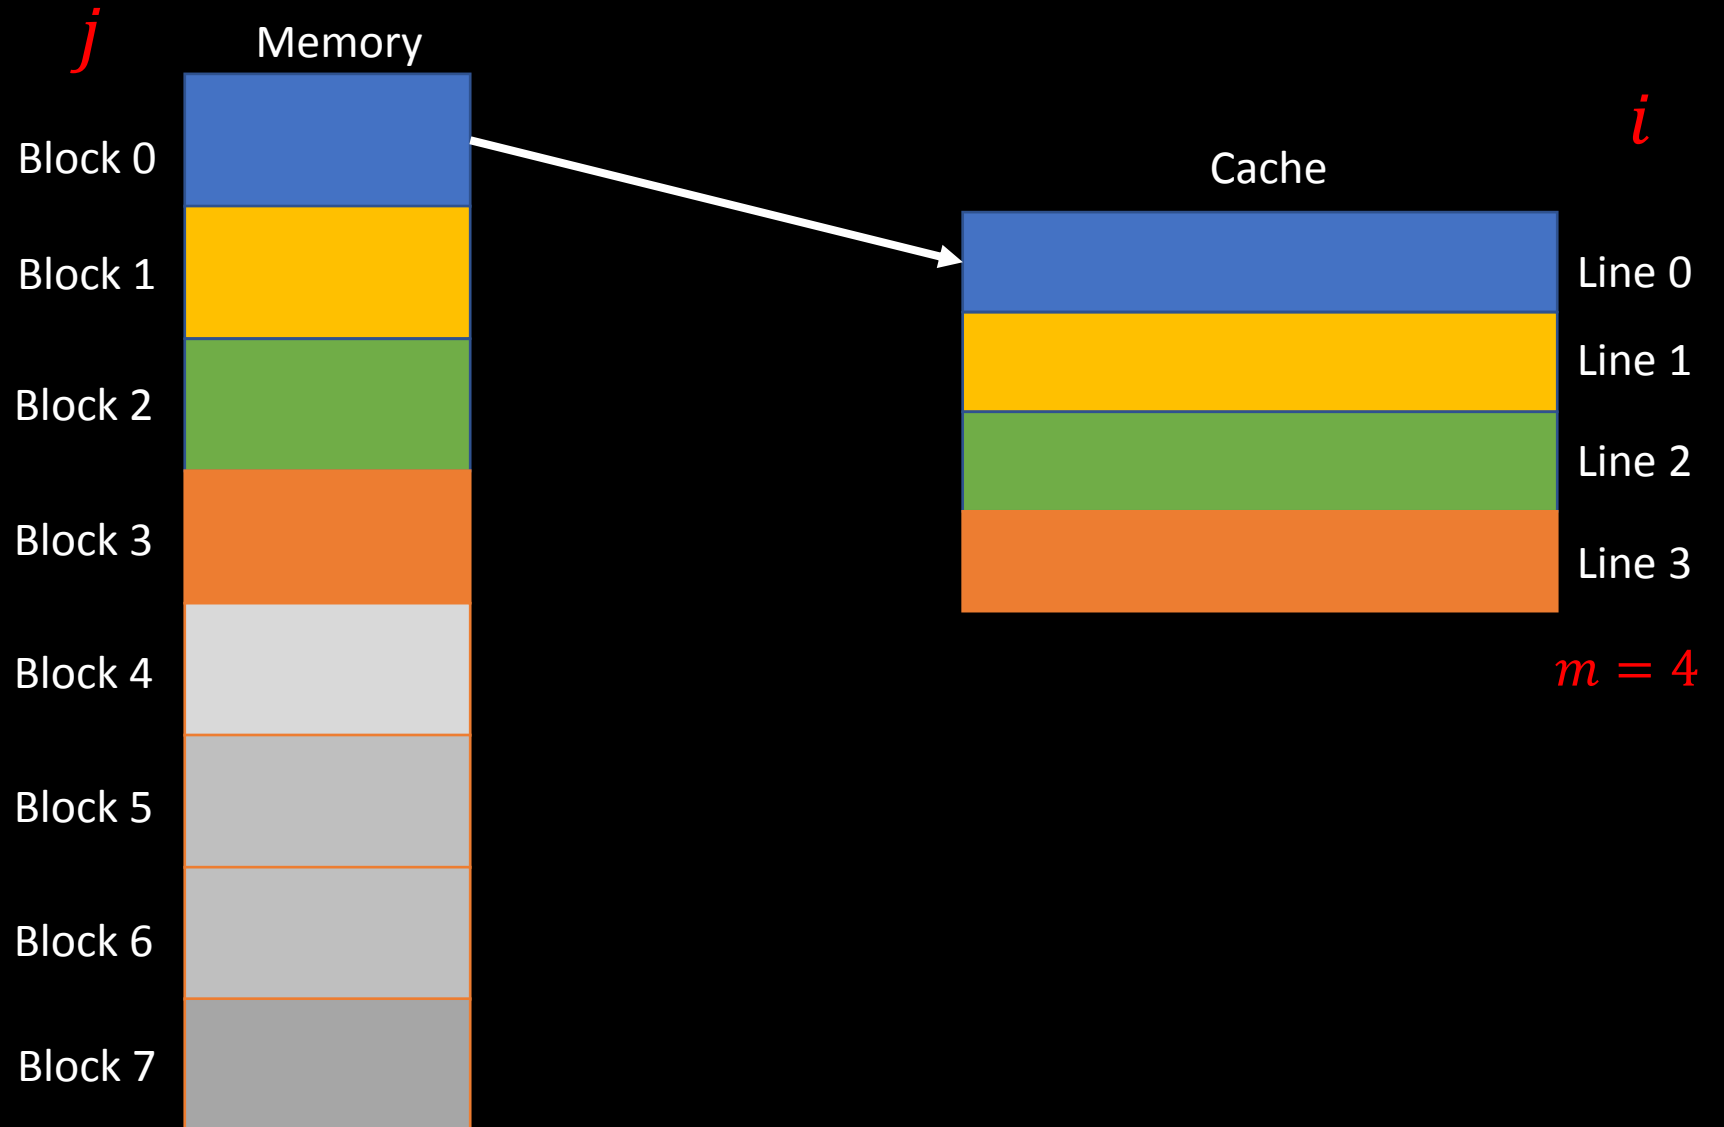 j
Memory
Block 0
Block 1
Block 2
Block 3
Block 4
Block 5
Block 6
Block 7
i
Cache
Line 0
Line 1
Line 2
Line 3
m = 4